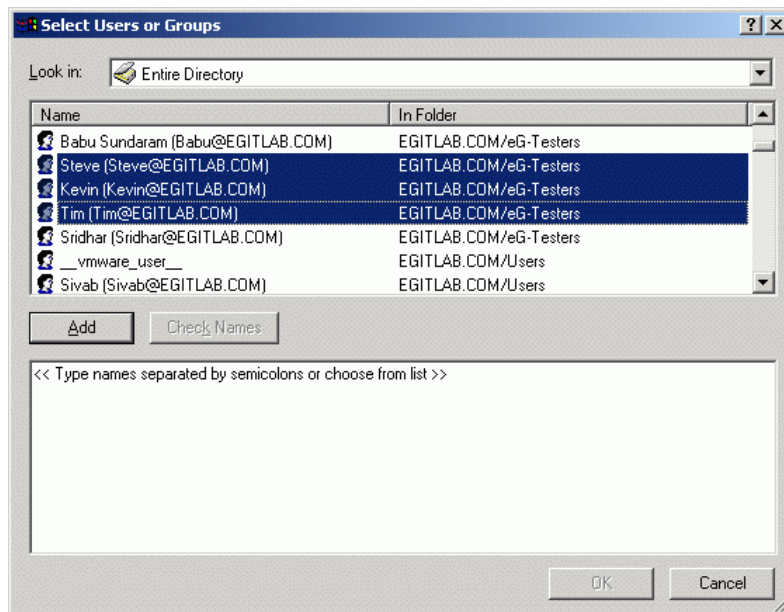 Select Users or Groups
Look in: Entire Directory
Name In Folder
Babu Sundaram (Babu@EGITLAB.COM) EGITLAB.COM/eG-Testers
Steve (Steve@EGITLAB.COM) EGITLAB.COM/eG-Testers
Kevin (Kevin@EGITLAB.COM) EGITLAB.COM/eG-Testers
Tim (Tim@EGITLAB.COM) EGITLAB.COM/eG-Testers
Sridhar (Sridhar@EGITLAB.COM) EGITLAB.COM/eG-Testers
__vmware_user__ EGITLAB.COM/Users
Sivab (Sivab@EGITLAB.COM) EGITLAB.COM/Users
Add Check Names
<< Type names separated by semicolons or choose from list >>
OK Cancel